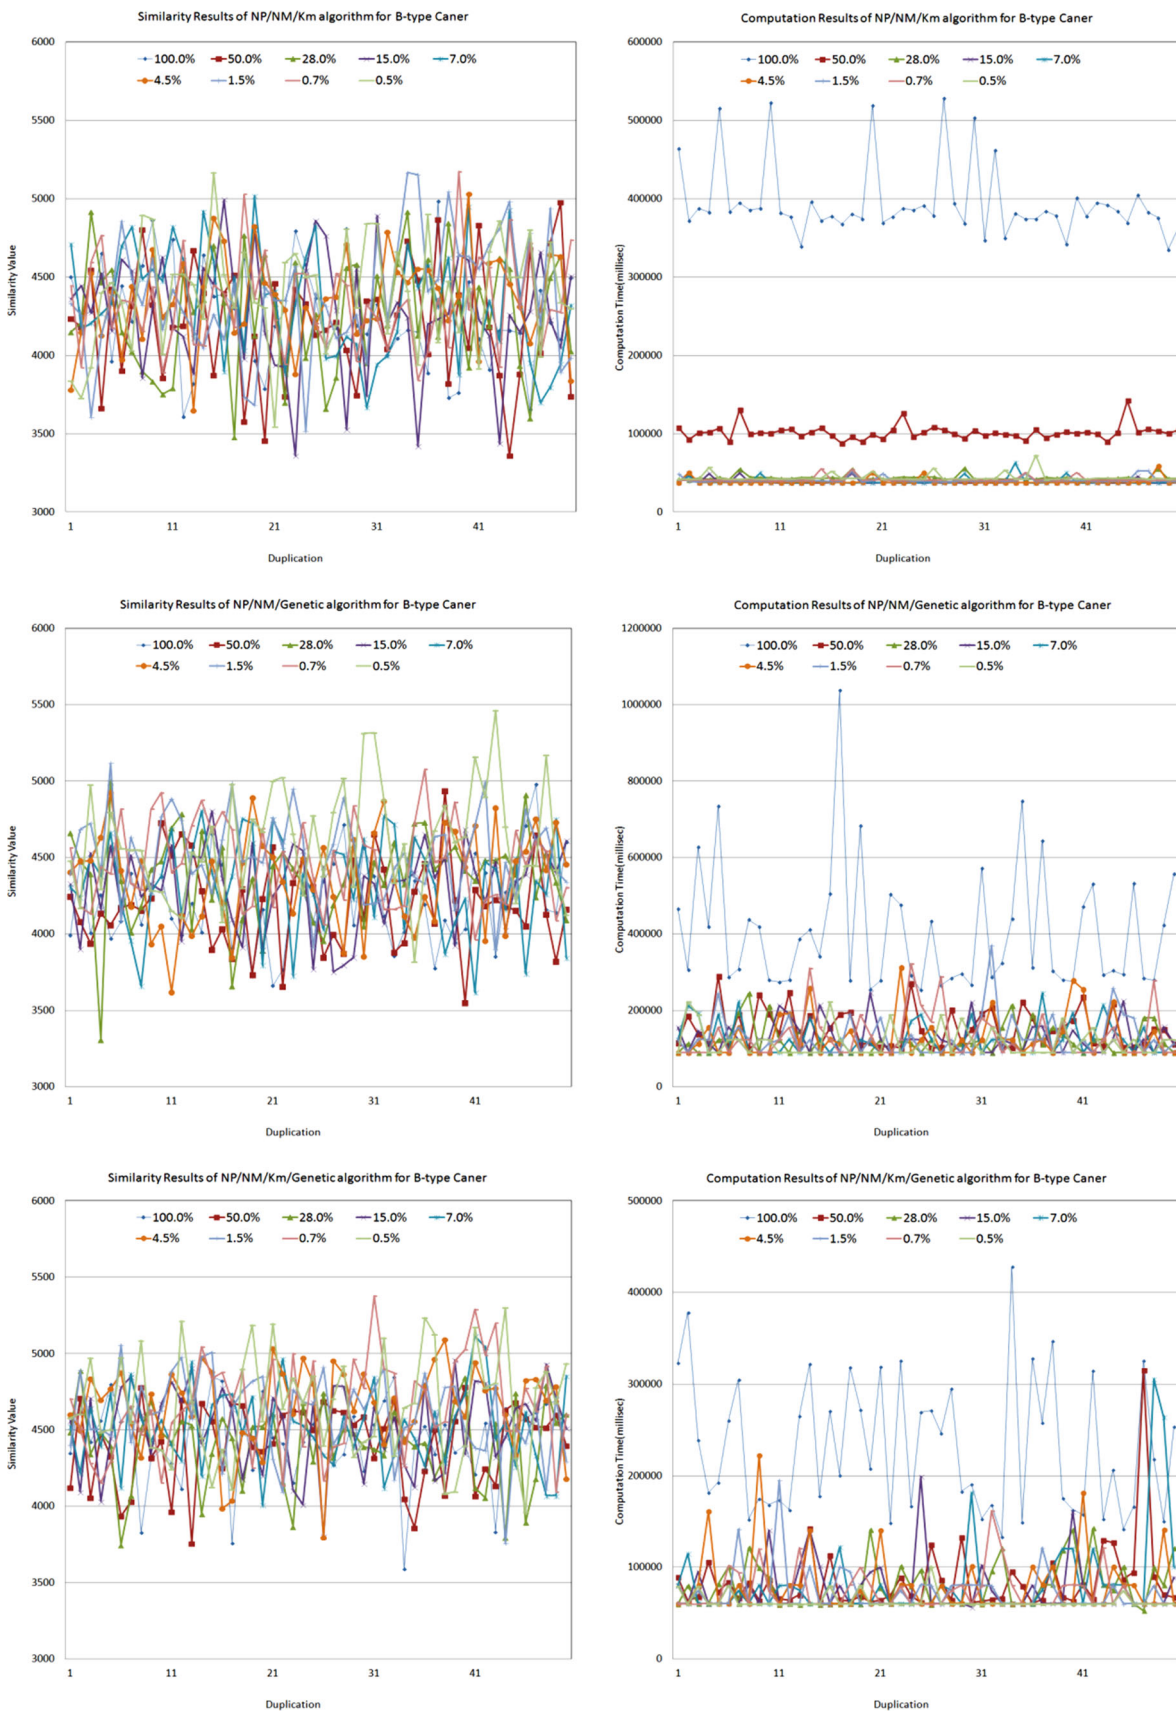 Similarity Results of NP/NM/Km algorithm for B-type Caner
6000
5500
5000
4500
4000
3500
3000
Similarity Value
100.0% 50.0% 28.0% 15.0% 7.0%
4.5% 1.5% 0.7% 0.5%
1 11 21 31 41
Duplication
Computation Results of NP/NM/Km algorithm for B-type Caner
600000
500000
400000
300000
200000
100000
0
Computation Time(millisec)
100.0% 50.0% 28.0% 15.0% 7.0%
4.5% 1.5% 0.7% 0.5%
1 11 21 31 41
Duplication
Similarity Results of NP/NM/Genetic algorithm for B-type Caner
6000
5500
5000
4500
4000
3500
3000
Similarity Value
100.0% 50.0% 28.0% 15.0% 7.0%
4.5% 1.5% 0.7% 0.5%
1 11 21 31 41
Duplication
Computation Results of NP/NM/Genetic algorithm for B-type Caner
1200000
1000000
800000
600000
400000
200000
0
Computation Time(millisec)
100.0% 50.0% 28.0% 15.0% 7.0%
4.5% 1.5% 0.7% 0.5%
1 11 21 31 41
Duplication
Similarity Results of NP/NM/Km/Genetic algorithm for B-type Caner
6000
5500
5000
4500
4000
3500
3000
Similarity Value
100.0% 50.0% 28.0% 15.0% 7.0%
4.5% 1.5% 0.7% 0.5%
1 11 21 31 41
Duplication
Computation Results of NP/NM/Km/Genetic algorithm for B-type Caner
500000
400000
300000
200000
100000
0
Computation Time(millisec)
100.0% 50.0% 28.0% 15.0% 7.0%
4.5% 1.5% 0.7% 0.5%
1 11 21 31 41
Duplication